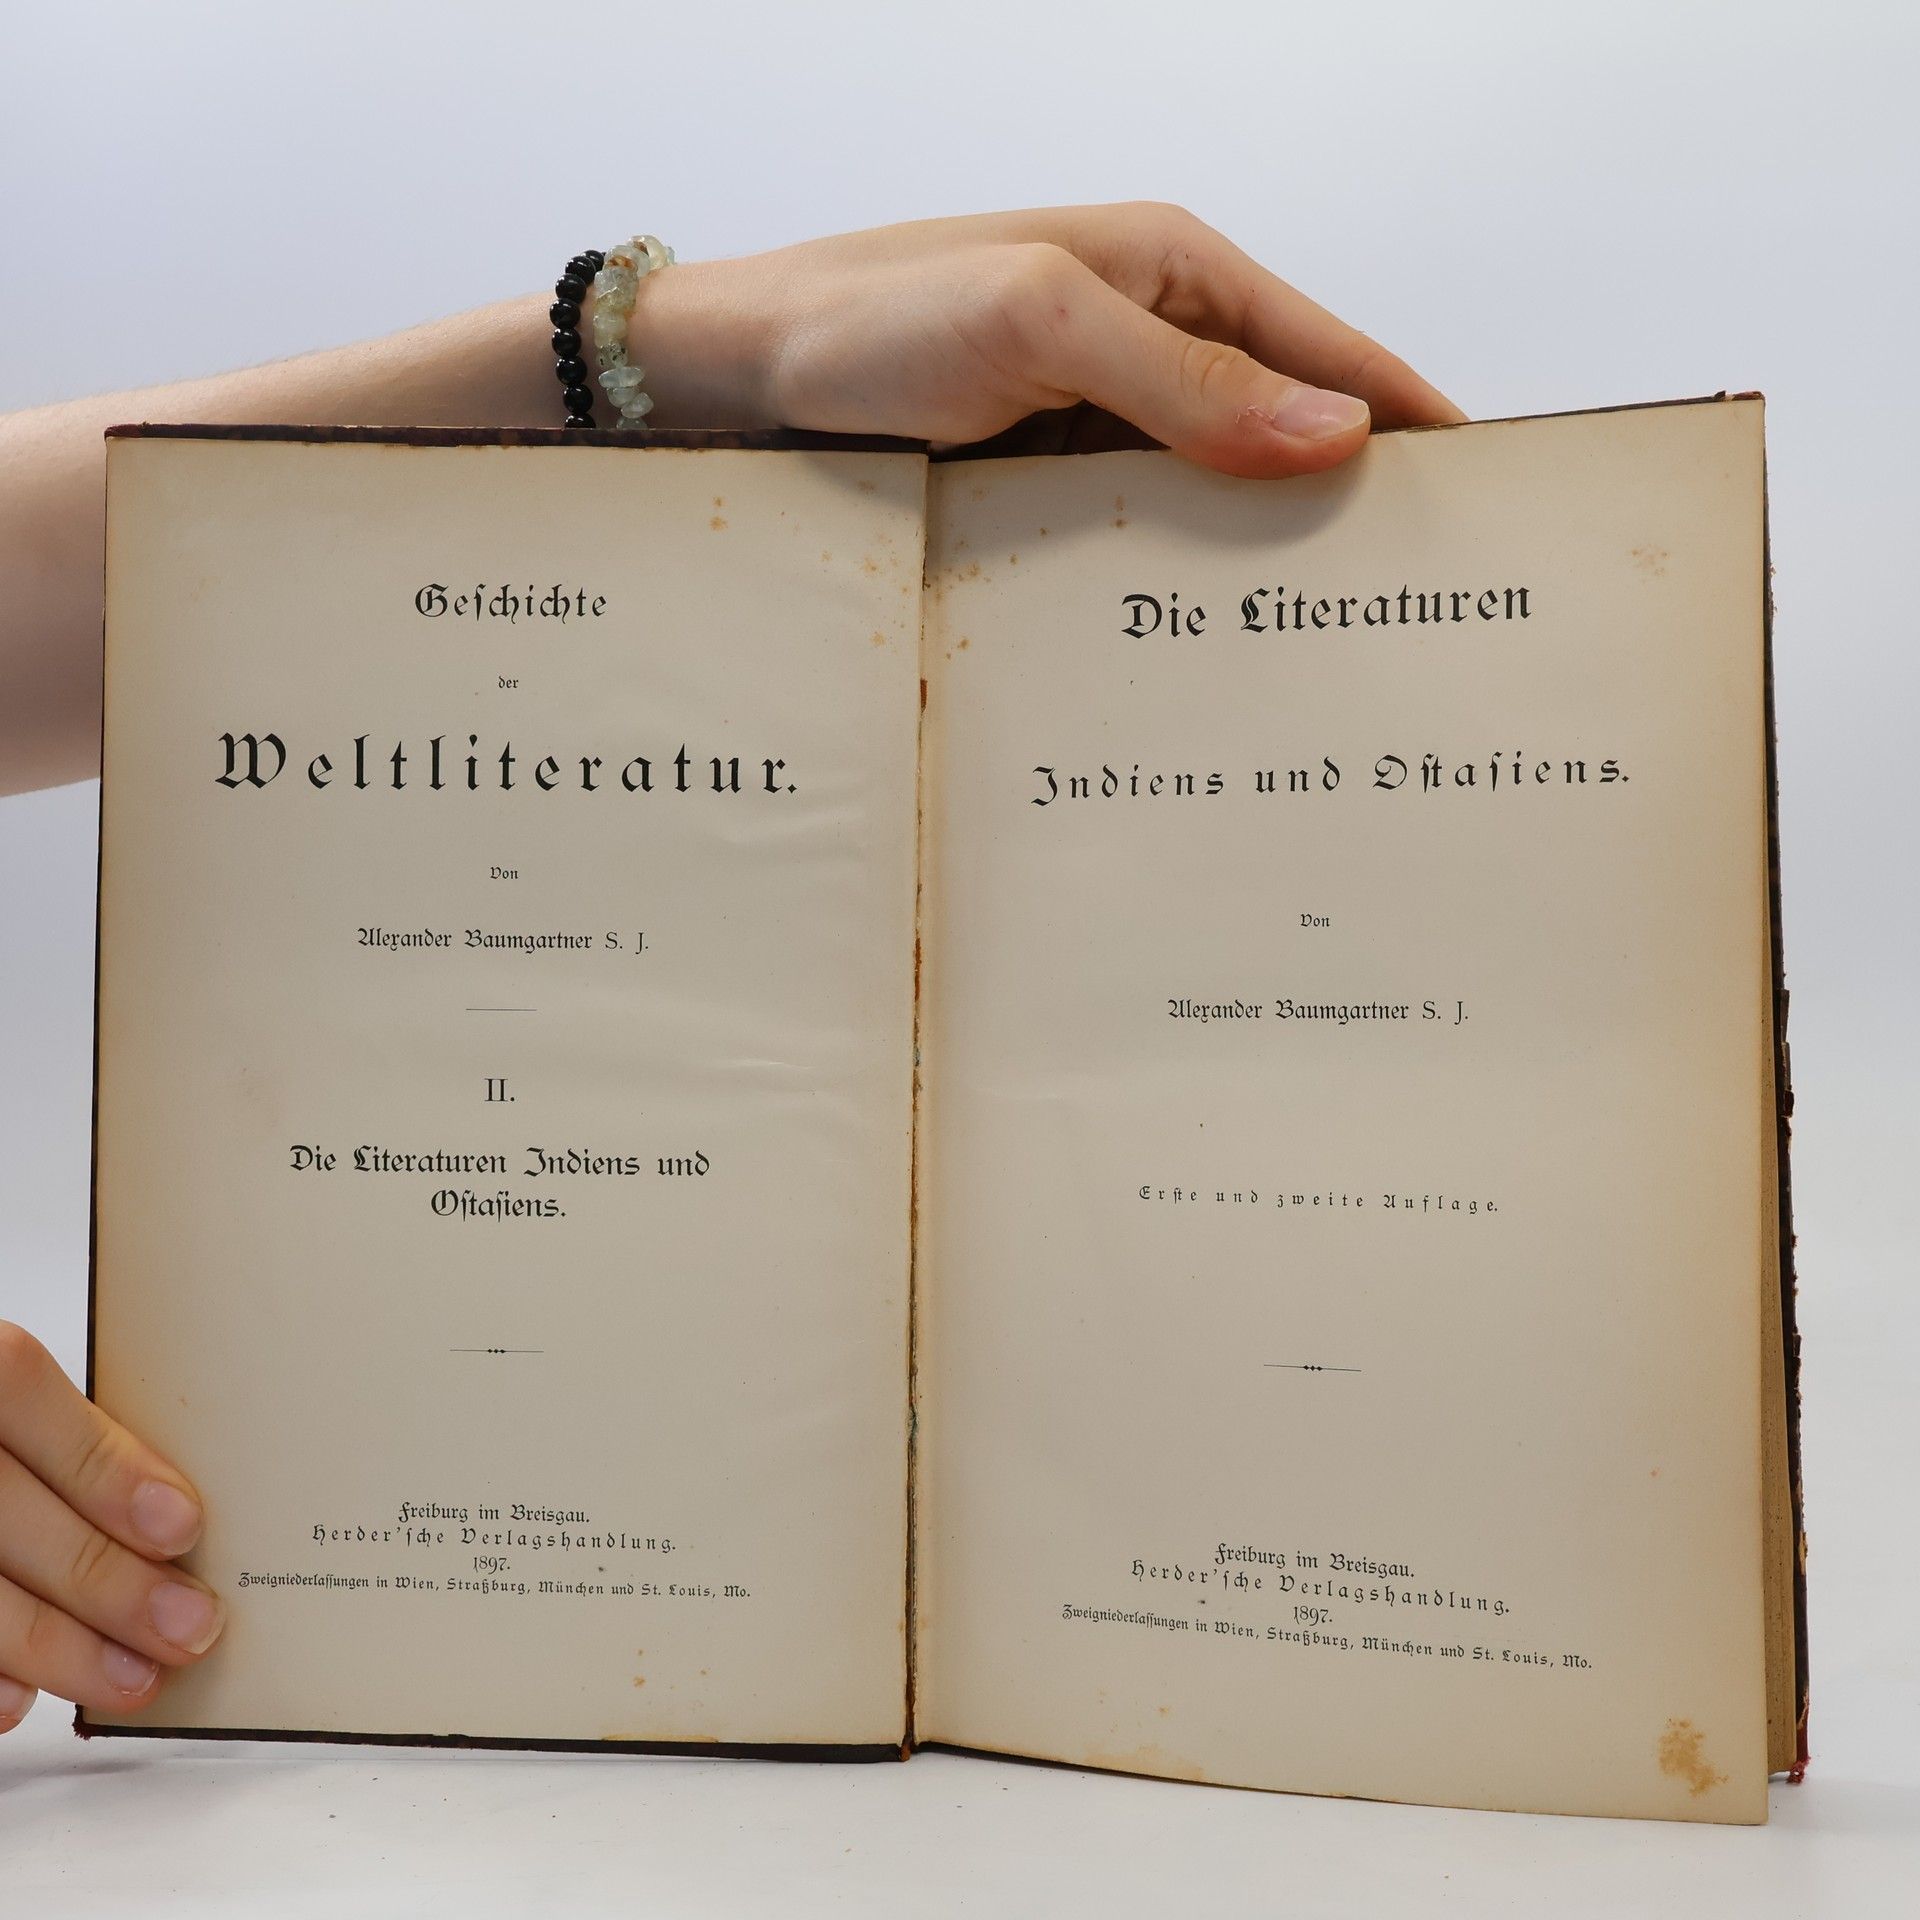 Geſchichte
der
Weltliteratur.
Von
Alexander Baumgartner S. J.
II.
Die Literaturen Indiens und
Oſtaſiens.
Freiburg im Breisgau.
Herder'ſche Verlagshandlung.
1897.
Zweigniederlaſſungen in Wien, Straßburg, München und St. Louis, Mo.
Die Literaturen
Indiens und Oſtaſiens.
Von
Alexander Baumgartner S. J.
Erſte und zweite Auflage.
Freiburg im Breisgau.
Herder'ſche Verlagshandlung.
1897.
Zweigniederlaſſungen in Wien, Straßburg, München und St. Louis, Mo.